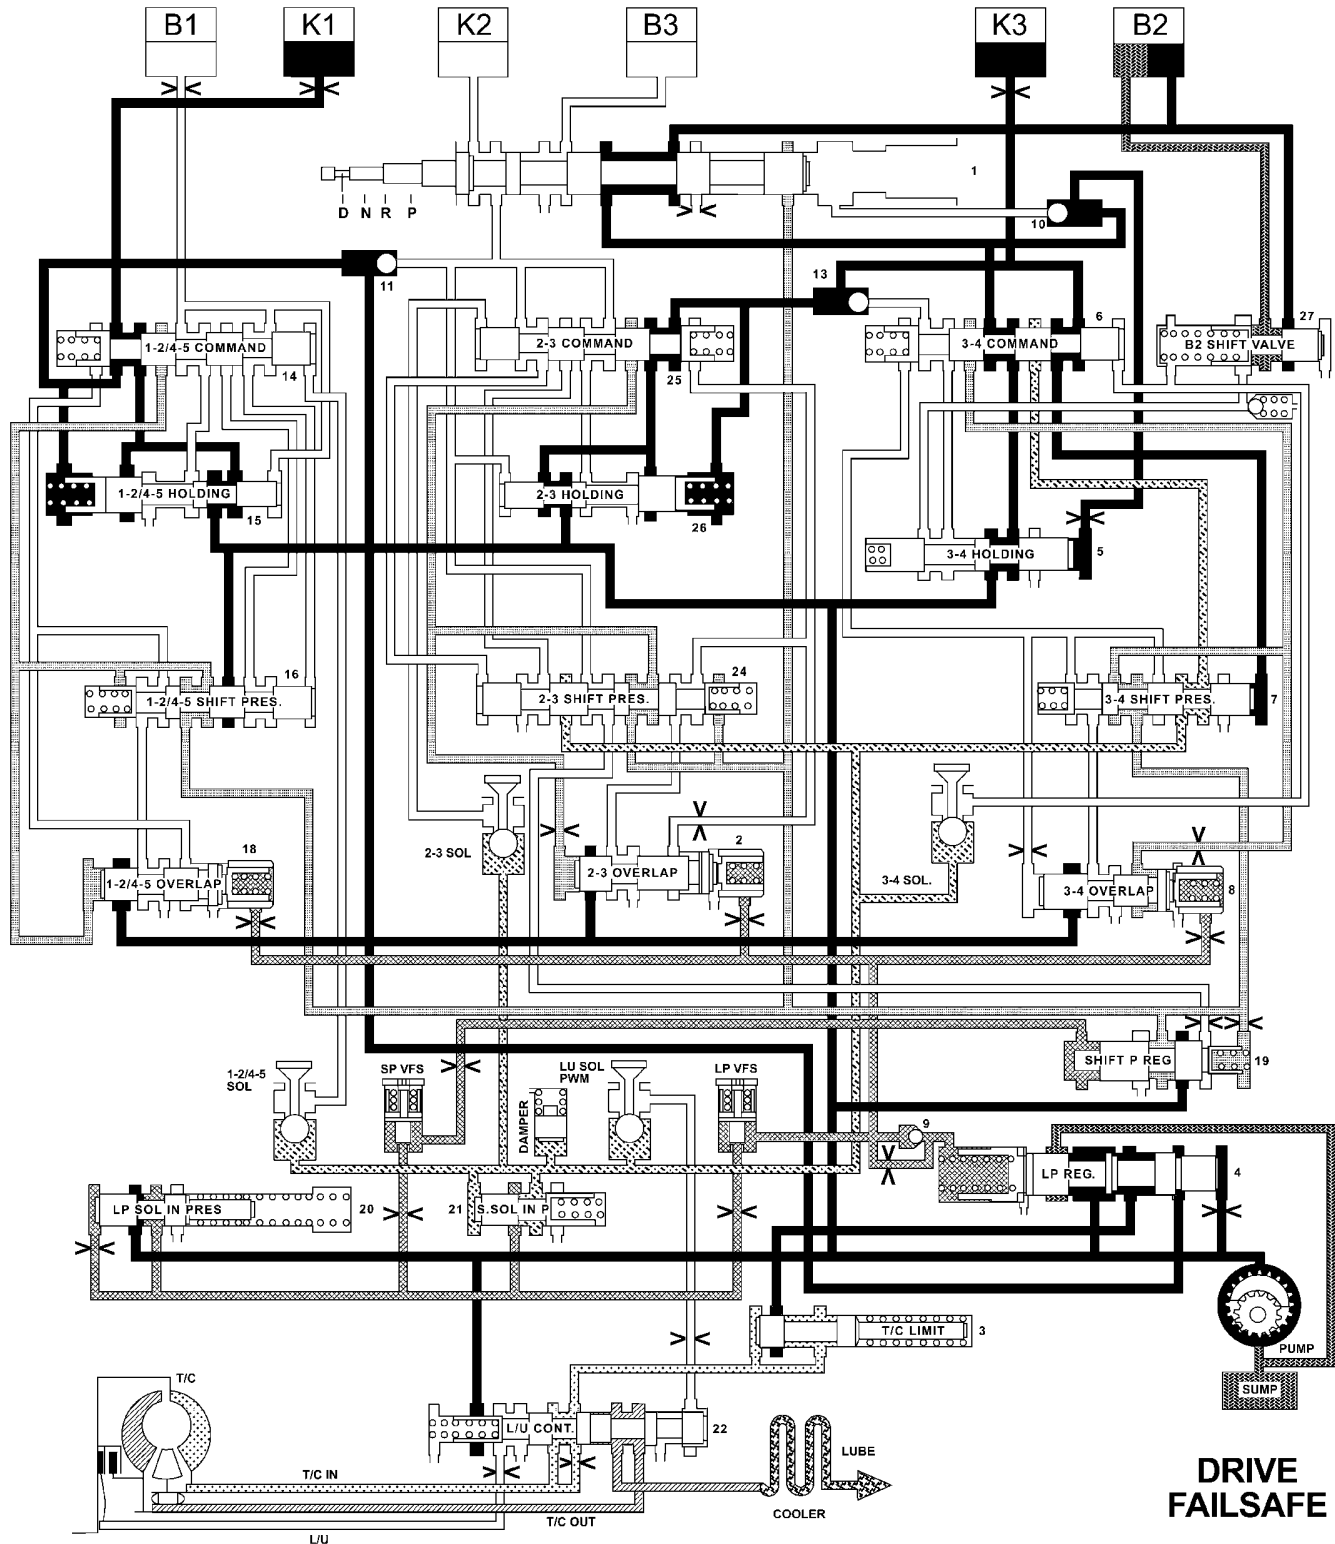 B1 K1 K2 B3 K3 B2
1
D N R P
10
11
13
6
27
1-2/4-5 COMMAND
2-3 COMMAND
3-4 COMMAND
B2 SHIFT VALVE
14
25
1-2/4-5 HOLDING
2-3 HOLDING
15
26
3-4 HOLDING
5
16
24
1-2/4-5 SHIFT PRES.
2-3 SHIFT PRES.
3-4 SHIFT PRES.
7
18
2-3 SOL
2
3-4 SOL.
1-2/4-5 OVERLAP
2-3 OVERLAP
3-4 OVERLAP
8
SHIFT P REG
19
1-2/4-5
SOL
SP VFS
LU SOL
PWM
LP VFS
DAMPER
9
LP REG.
4
LP SOL IN PRES
20
21
S.SOL IN P
T/C LIMIT
3
PUMP
SUMP
T/C
L/U CONT.
22
LUBE
T/C IN
COOLER
T/C OUT
L/U
DRIVE
FAILSAFE